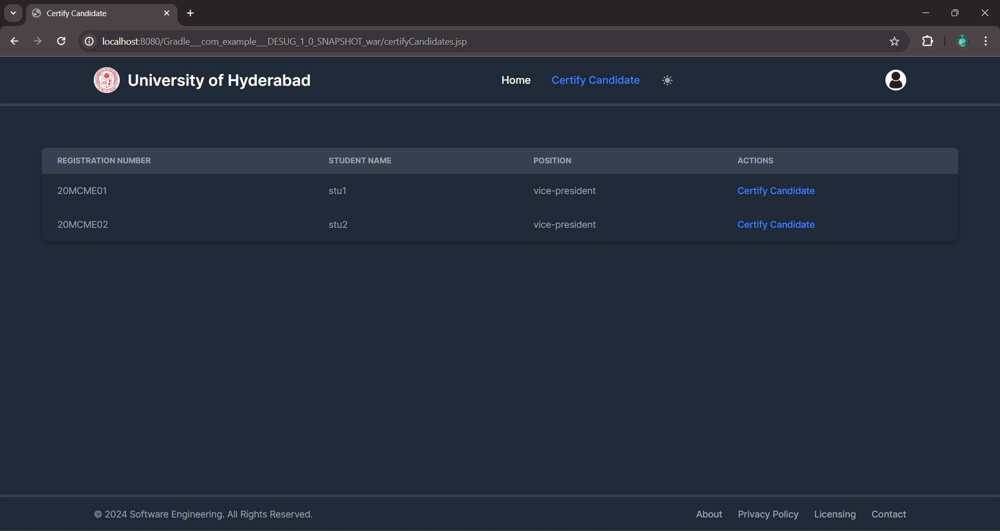 Certify Candidate
localhost:8080/Gradle___com_example___DESUG_1_0_SNAPSHOT_war/certifyCandidates.jsp
University of Hyderabad
Home Certify Candidate
REGISTRATION NUMBER STUDENT NAME POSITION ACTIONS
20MCME01 stu1 vice-president Certify Candidate
20MCME02 stu2 vice-president Certify Candidate
© 2024 Software Engineering. All Rights Reserved. About Privacy Policy Licensing Contact